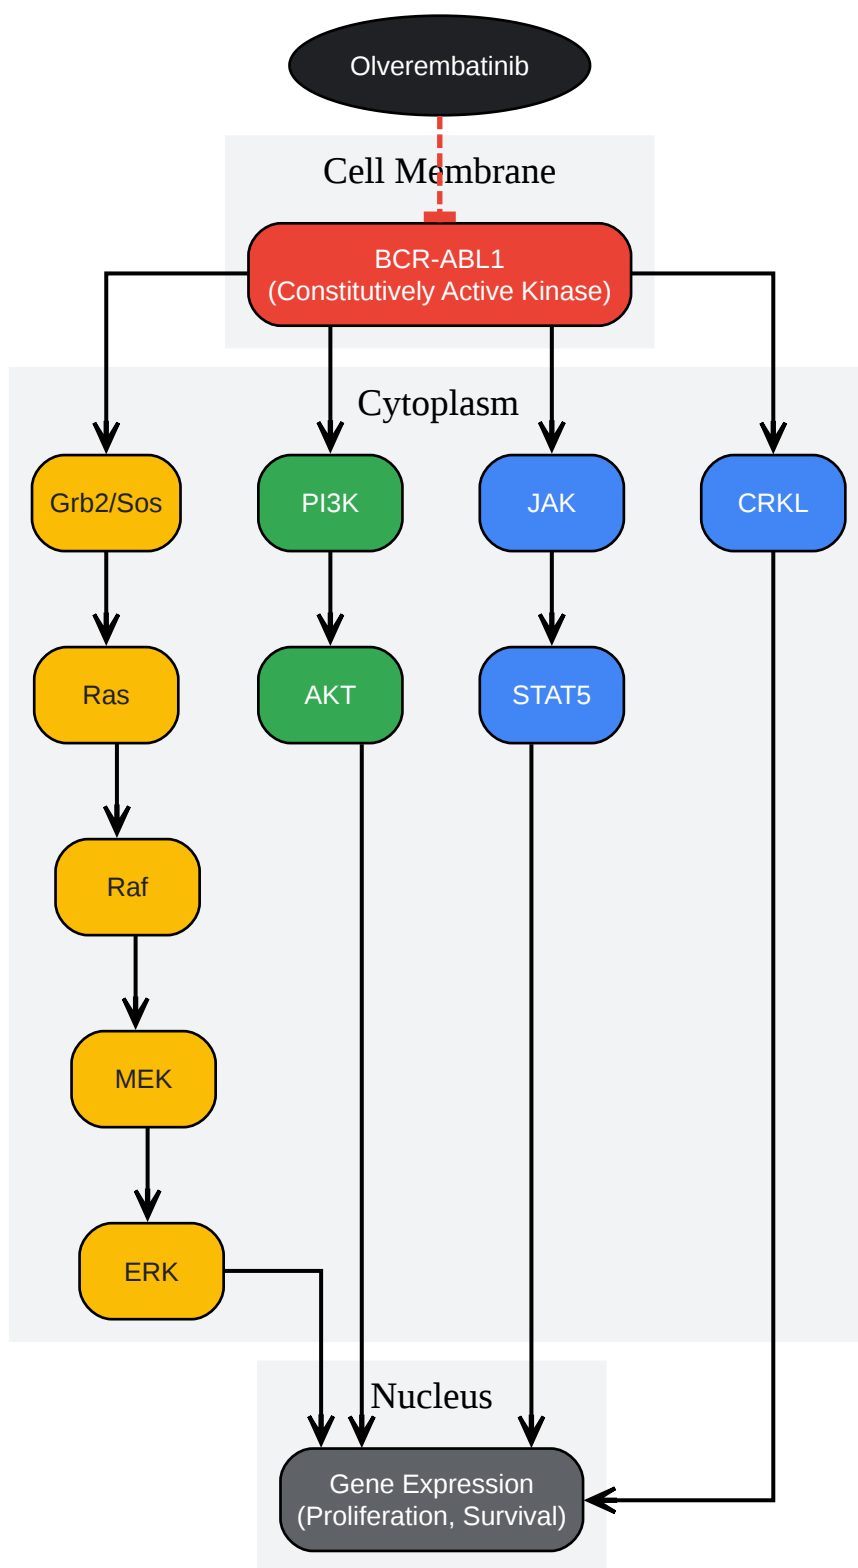 Olverembatinib
Cell Membrane
BCR-ABL1
(Constitutively Active Kinase)
Cytoplasm
Grb2/Sos
PI3K
JAK
CRKL
Ras
AKT
STAT5
Raf
MEK
ERK
Nucleus
Gene Expression
(Proliferation, Survival)